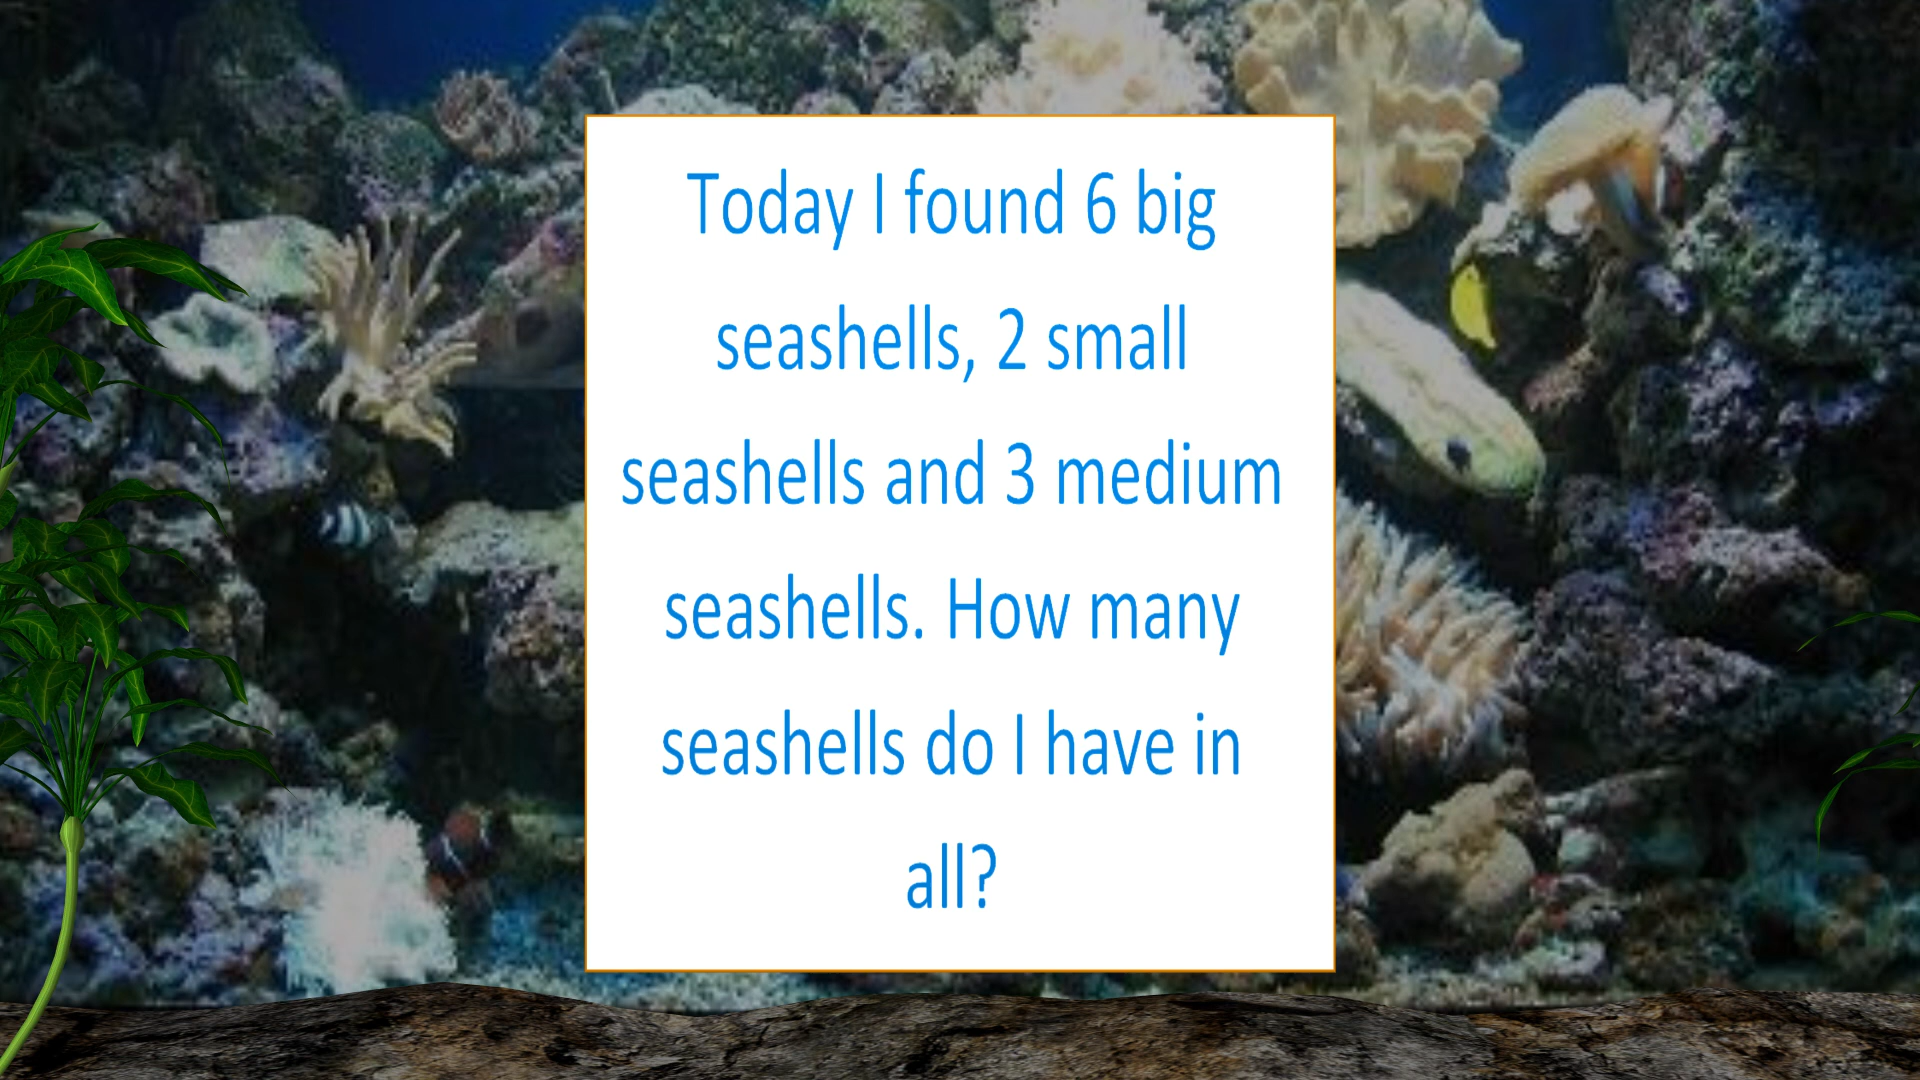 Today I found 6 big
seashells, 2 small
seashells and 3 medium
seashells. How many
seashells do I have in
all?